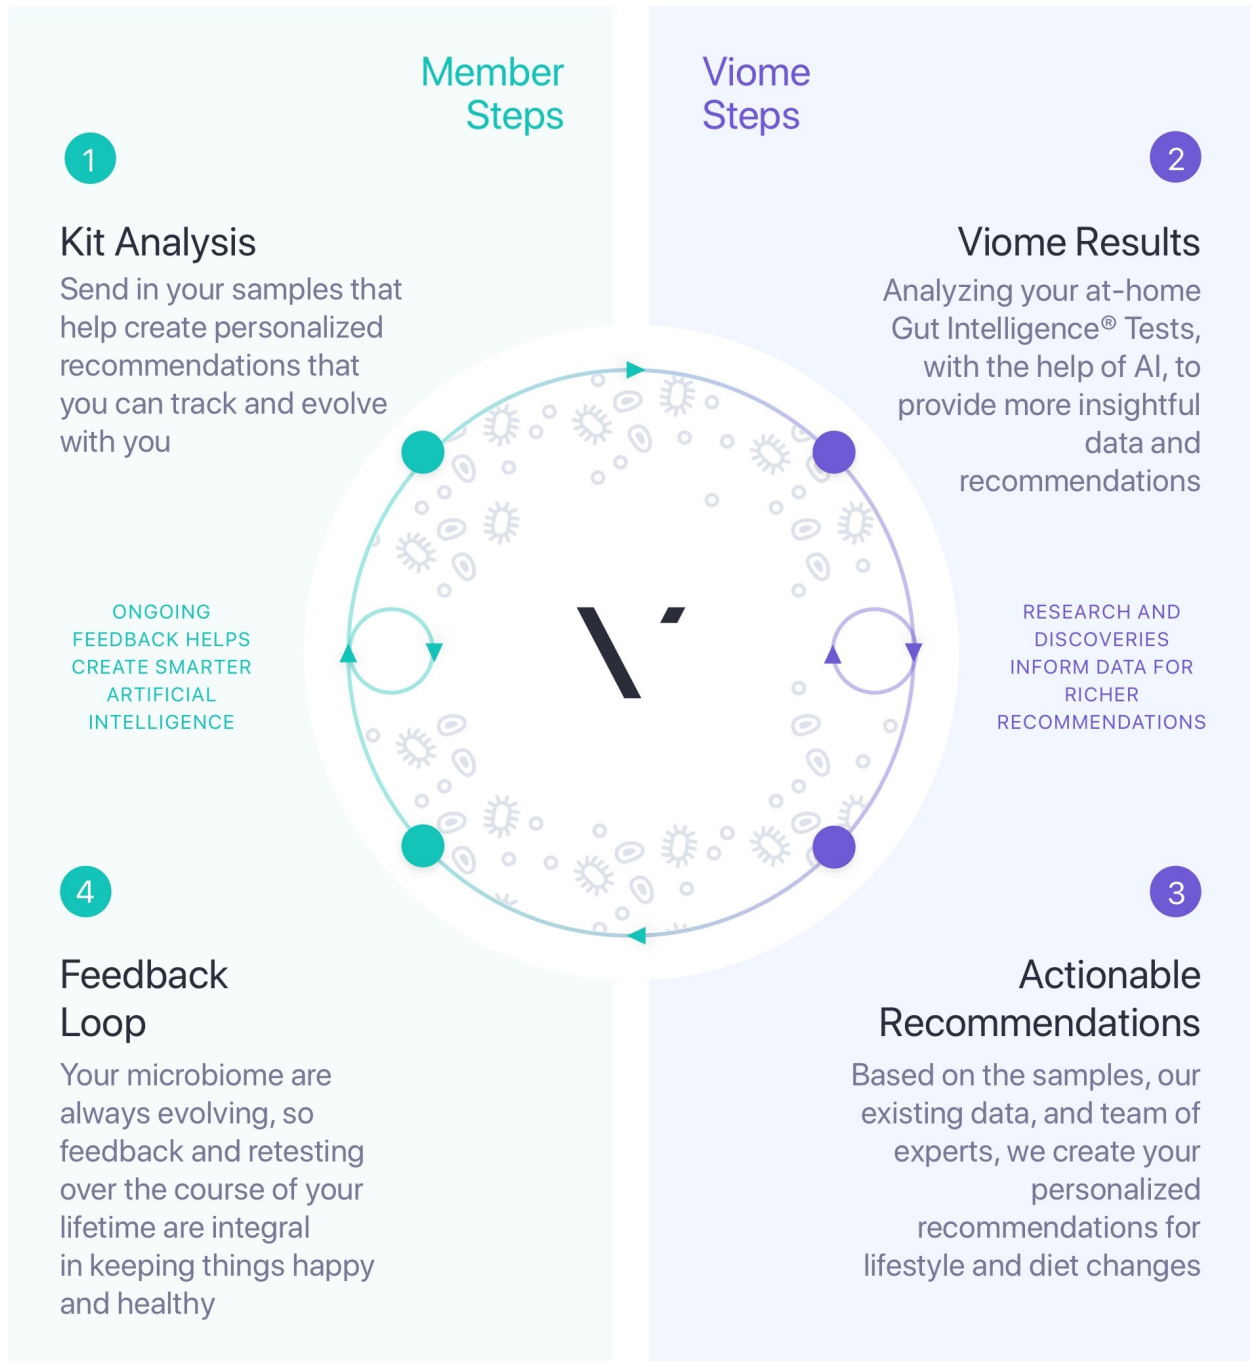 Member
Steps
1
Kit Analysis
Send in your samples that
help create personalized
recommendations that
you can track and evolve
with you
Viome
Steps
2
Viome Results
Analyzing your at-home
Gut Intelligence® Tests,
with the help of AI, to
provide more insightful
data and
recommendations
ONGOING
FEEDBACK HELPS
CREATE SMARTER
ARTIFICIAL
INTELLIGENCE
RESEARCH AND
DISCOVERIES
INFORM DATA FOR
RICHER
RECOMMENDATIONS
4
Feedback
Loop
Your microbiome are
always evolving, so
feedback and retesting
over the course of your
lifetime are integral
in keeping things happy
and healthy
3
Actionable
Recommendations
Based on the samples, our
existing data, and team of
experts, we create your
personalized
recommendations for
lifestyle and diet changes